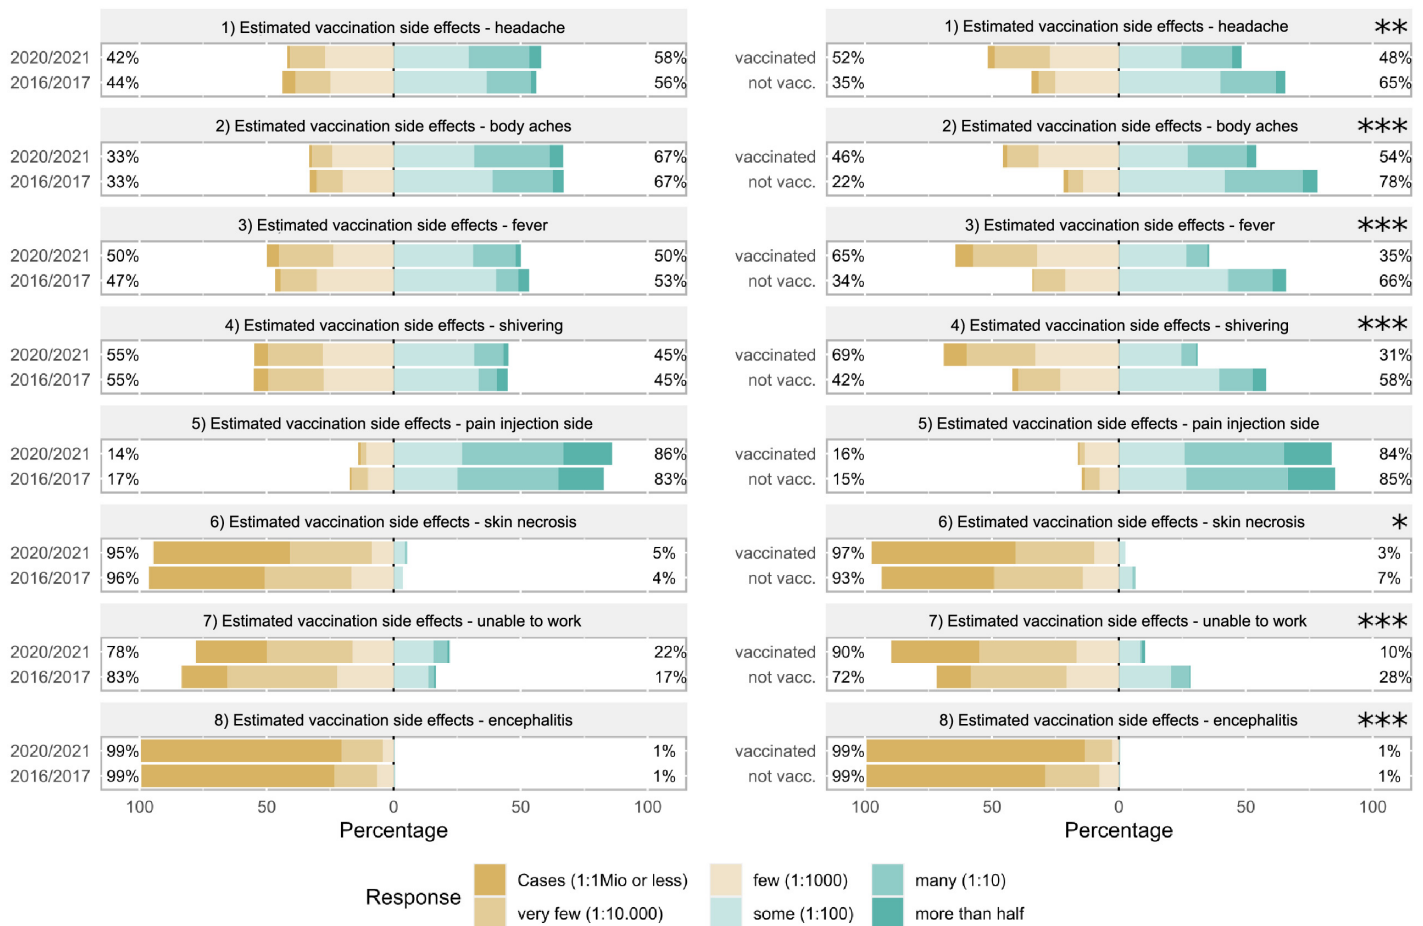 1) Estimated vaccination side effects - headache
2020/2021 42% 58%
2016/2017 44% 56%
2) Estimated vaccination side effects - body aches
2020/2021 33% 67%
2016/2017 33% 67%
3) Estimated vaccination side effects - fever
2020/2021 50% 50%
2016/2017 47% 53%
4) Estimated vaccination side effects - shivering
2020/2021 55% 45%
2016/2017 55% 45%
5) Estimated vaccination side effects - pain injection side
2020/2021 14% 86%
2016/2017 17% 83%
6) Estimated vaccination side effects - skin necrosis
2020/2021 95% 5%
2016/2017 96% 4%
7) Estimated vaccination side effects - unable to work
2020/2021 78% 22%
2016/2017 83% 17%
8) Estimated vaccination side effects - encephalitis
2020/2021 99% 1%
2016/2017 99% 1%
100 50 0 50 100
Percentage
1) Estimated vaccination side effects - headache **
vaccinated 52% 48%
not vacc. 35% 65%
2) Estimated vaccination side effects - body aches ***
vaccinated 46% 54%
not vacc. 22% 78%
3) Estimated vaccination side effects - fever ***
vaccinated 65% 35%
not vacc. 34% 66%
4) Estimated vaccination side effects - shivering ***
vaccinated 69% 31%
not vacc. 42% 58%
5) Estimated vaccination side effects - pain injection side
vaccinated 16% 84%
not vacc. 15% 85%
6) Estimated vaccination side effects - skin necrosis *
vaccinated 97% 3%
not vacc. 93% 7%
7) Estimated vaccination side effects - unable to work ***
vaccinated 90% 10%
not vacc. 72% 28%
8) Estimated vaccination side effects - encephalitis ***
vaccinated 99% 1%
not vacc. 99% 1%
100 50 0 50 100
Percentage
Response
Cases (1:1Mio or less) few (1:1000) many (1:10)
very few (1:10.000) some (1:100) more than half